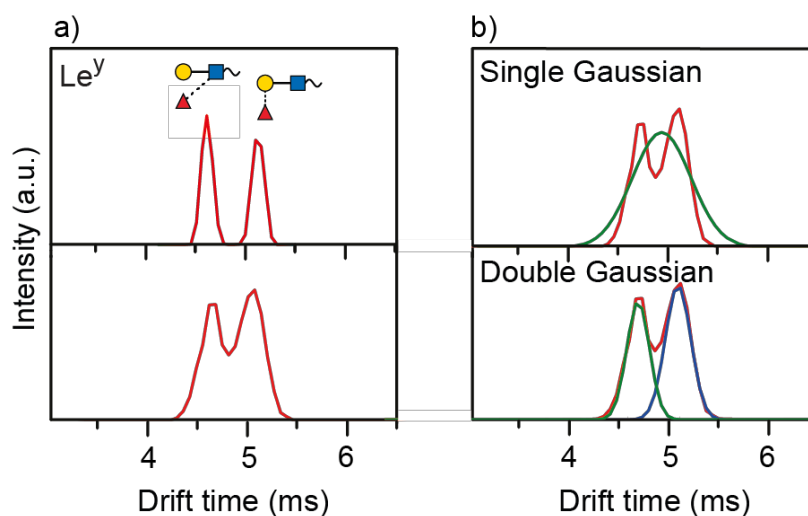 a)
b)
Le^y
Single Gaussian
Double Gaussian
Intensity (a.u.)
4 5 6
4 5 6
Drift time (ms)
Drift time (ms)